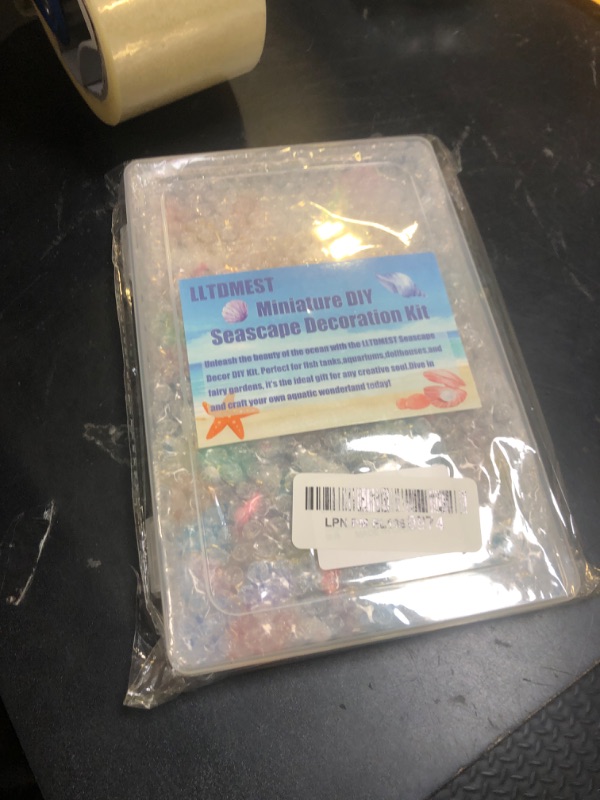 LLTDMEST
Miniature DIY
Seascape Decoration Kit
Unleash the beauty of the ocean with the LLTDMEST Seascape
Decor DIY Kit. Perfect for fish tanks,aquariums,dollhouses,and
fairy gardens, it's the ideal gift for any creative soul.Dive in
and craft your own aquatic wonderland today!
LPN